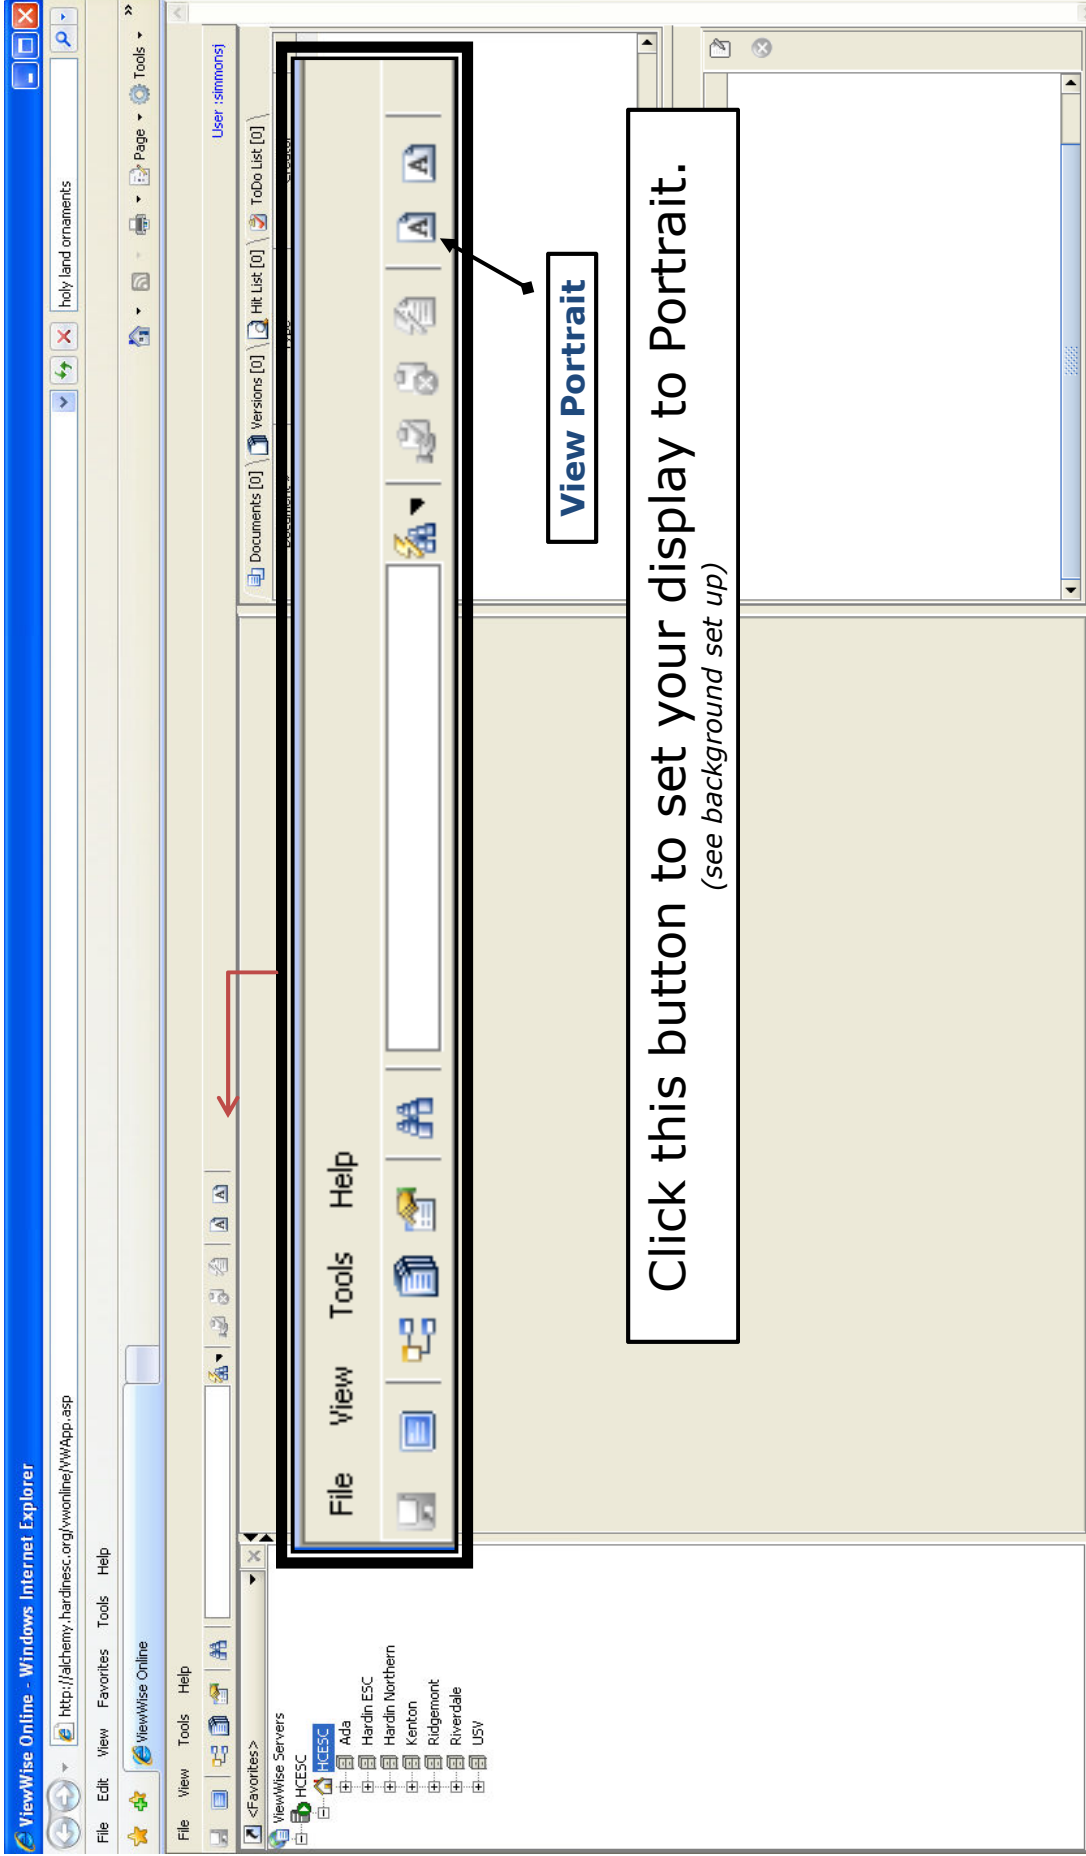 ViewWise Online - Windows Internet Explorer
http://alchemy.hardinesc.org/vwonline/VWApp.asp
holy land ornaments
File Edit View Favorites Tools Help
ViewWise Online
Page Tools »
File View Tools Help
User :simmonsj
<Favorites>
Documents [0] Versions [0] Hit List [0] ToDo List [0]
ViewWise Servers
HCESC
HCESC
Ada
Hardin ESC
Hardin Northern
Kenton
Ridgemont
Riverdale
USV
File View Tools Help
A A
View Portrait
Click this button to set your display to Portrait.
(see background set up)